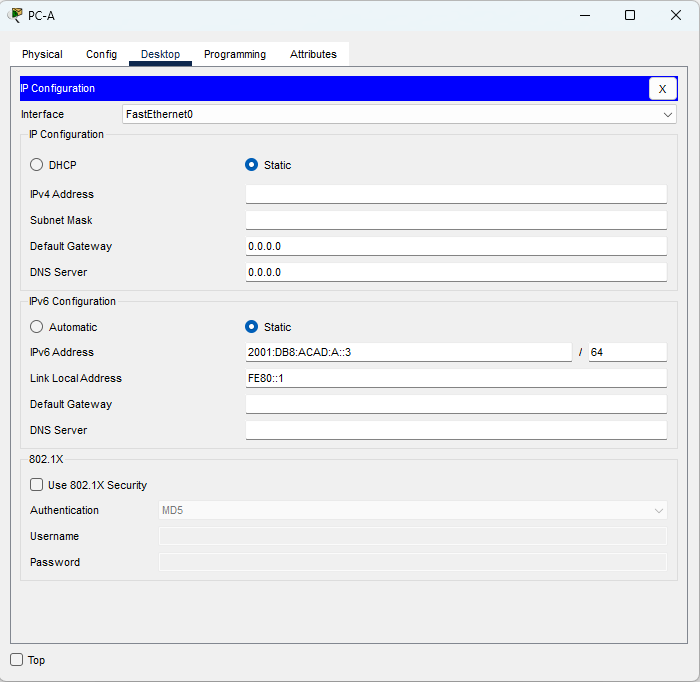 PC-A
Physical Config Desktop Programming Attributes
IP Configuration X
Interface FastEthernet0
IP Configuration
DHCP Static
IPv4 Address
Subnet Mask
Default Gateway 0.0.0.0
DNS Server 0.0.0.0
IPv6 Configuration
Automatic Static
IPv6 Address 2001:DB8:ACAD:A::3 / 64
Link Local Address FE80::1
Default Gateway
DNS Server
802.1X
Use 802.1X Security
Authentication MD5
Username
Password
Top